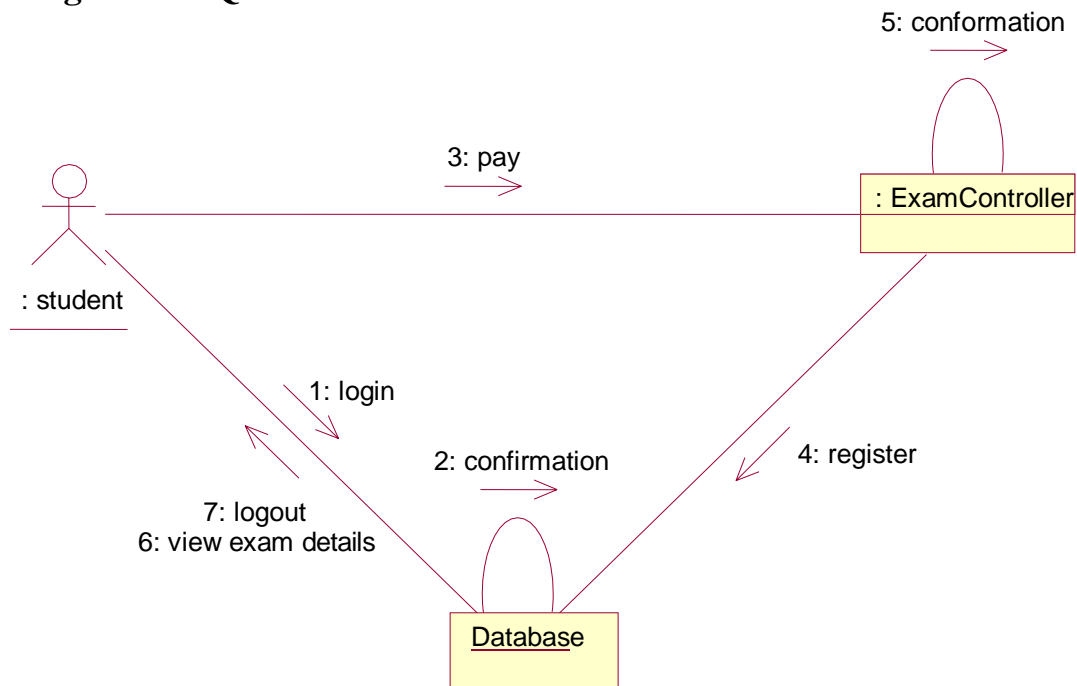 5: conformation
3: pay
: ExamController
: student
1: login
2: confirmation
4: register
7: logout
6: view exam details
Database